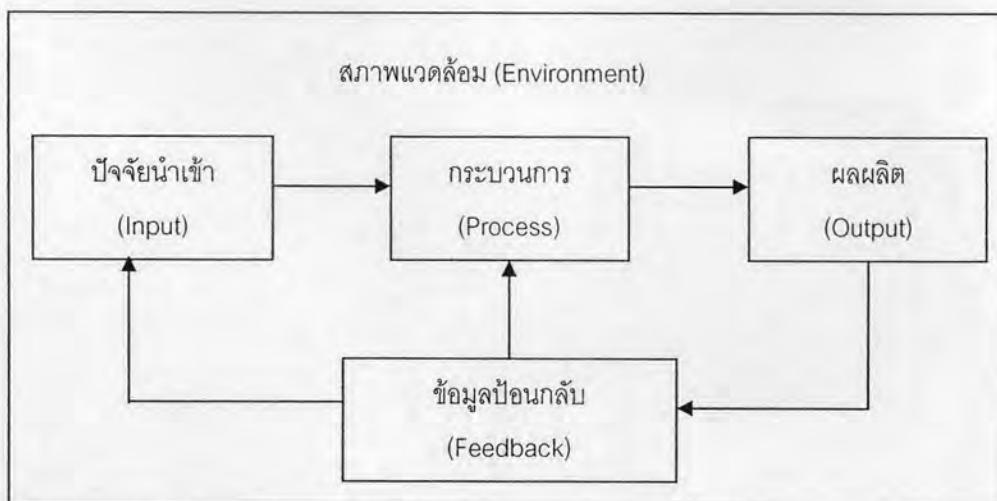 สภาพแวดล้อม (Environment)
ปัจจัยนำเข้า
(Input)
กระบวนการ
(Process)
ผลผลิต
(Output)
ข้อมูลป้อนกลับ
(Feedback)